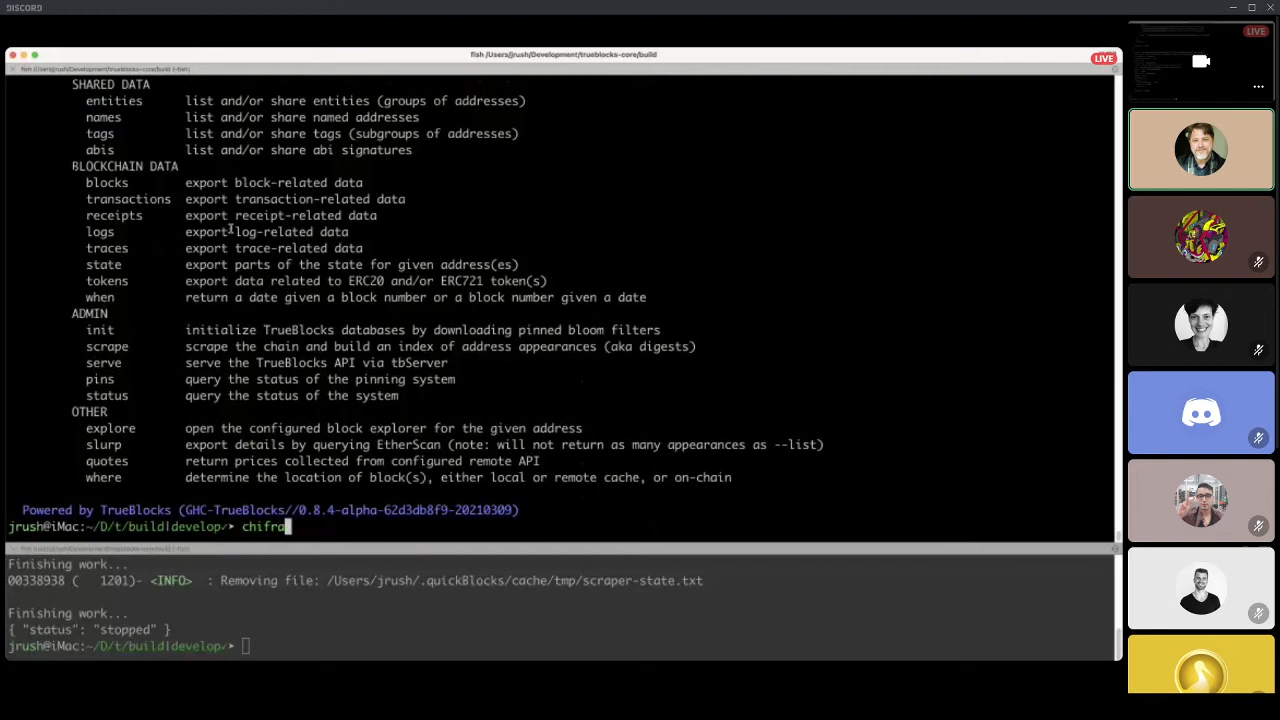 DISCORD
fish /Users/jrush/Development/trueblocks-core/build
LIVE
LIVE
fish /Users/jrush/Development/trueblocks-core/build (-fish)
SHARED DATA
entities list and/or share entities (groups of addresses)
names list and/or share named addresses
tags list and/or share tags (subgroups of addresses)
abis list and/or share abi signatures
BLOCKCHAIN DATA
blocks export block-related data
transactions export transaction-related data
receipts export receipt-related data
logs export log-related data
traces export trace-related data
state export parts of the state for given address(es)
tokens export data related to ERC20 and/or ERC721 token(s)
when return a date given a block number or a block number given a date
ADMIN
init initialize TrueBlocks databases by downloading pinned bloom filters
scrape scrape the chain and build an index of address appearances (aka digests)
serve serve the TrueBlocks API via tbServer
pins query the status of the pinning system
status query the status of the system
OTHER
explore open the configured block explorer for the given address
slurp export details by querying EtherScan (note: will not return as many appearances as --list)
quotes return prices collected from configured remote API
where determine the location of block(s), either local or remote cache, or on-chain
Powered by TrueBlocks (GHC-TrueBlocks//0.8.4-alpha-62d3db8f9-20210309)
jrush@iMac:~/D/t/build|develop✓➤ chifra
Finishing work...
00338938 ( 1201)- <INFO> : Removing file: /Users/jrush/.quickBlocks/cache/tmp/scraper-state.txt
Finishing work...
{ "status": "stopped" }
jrush@iMac:~/D/t/build|develop✓➤